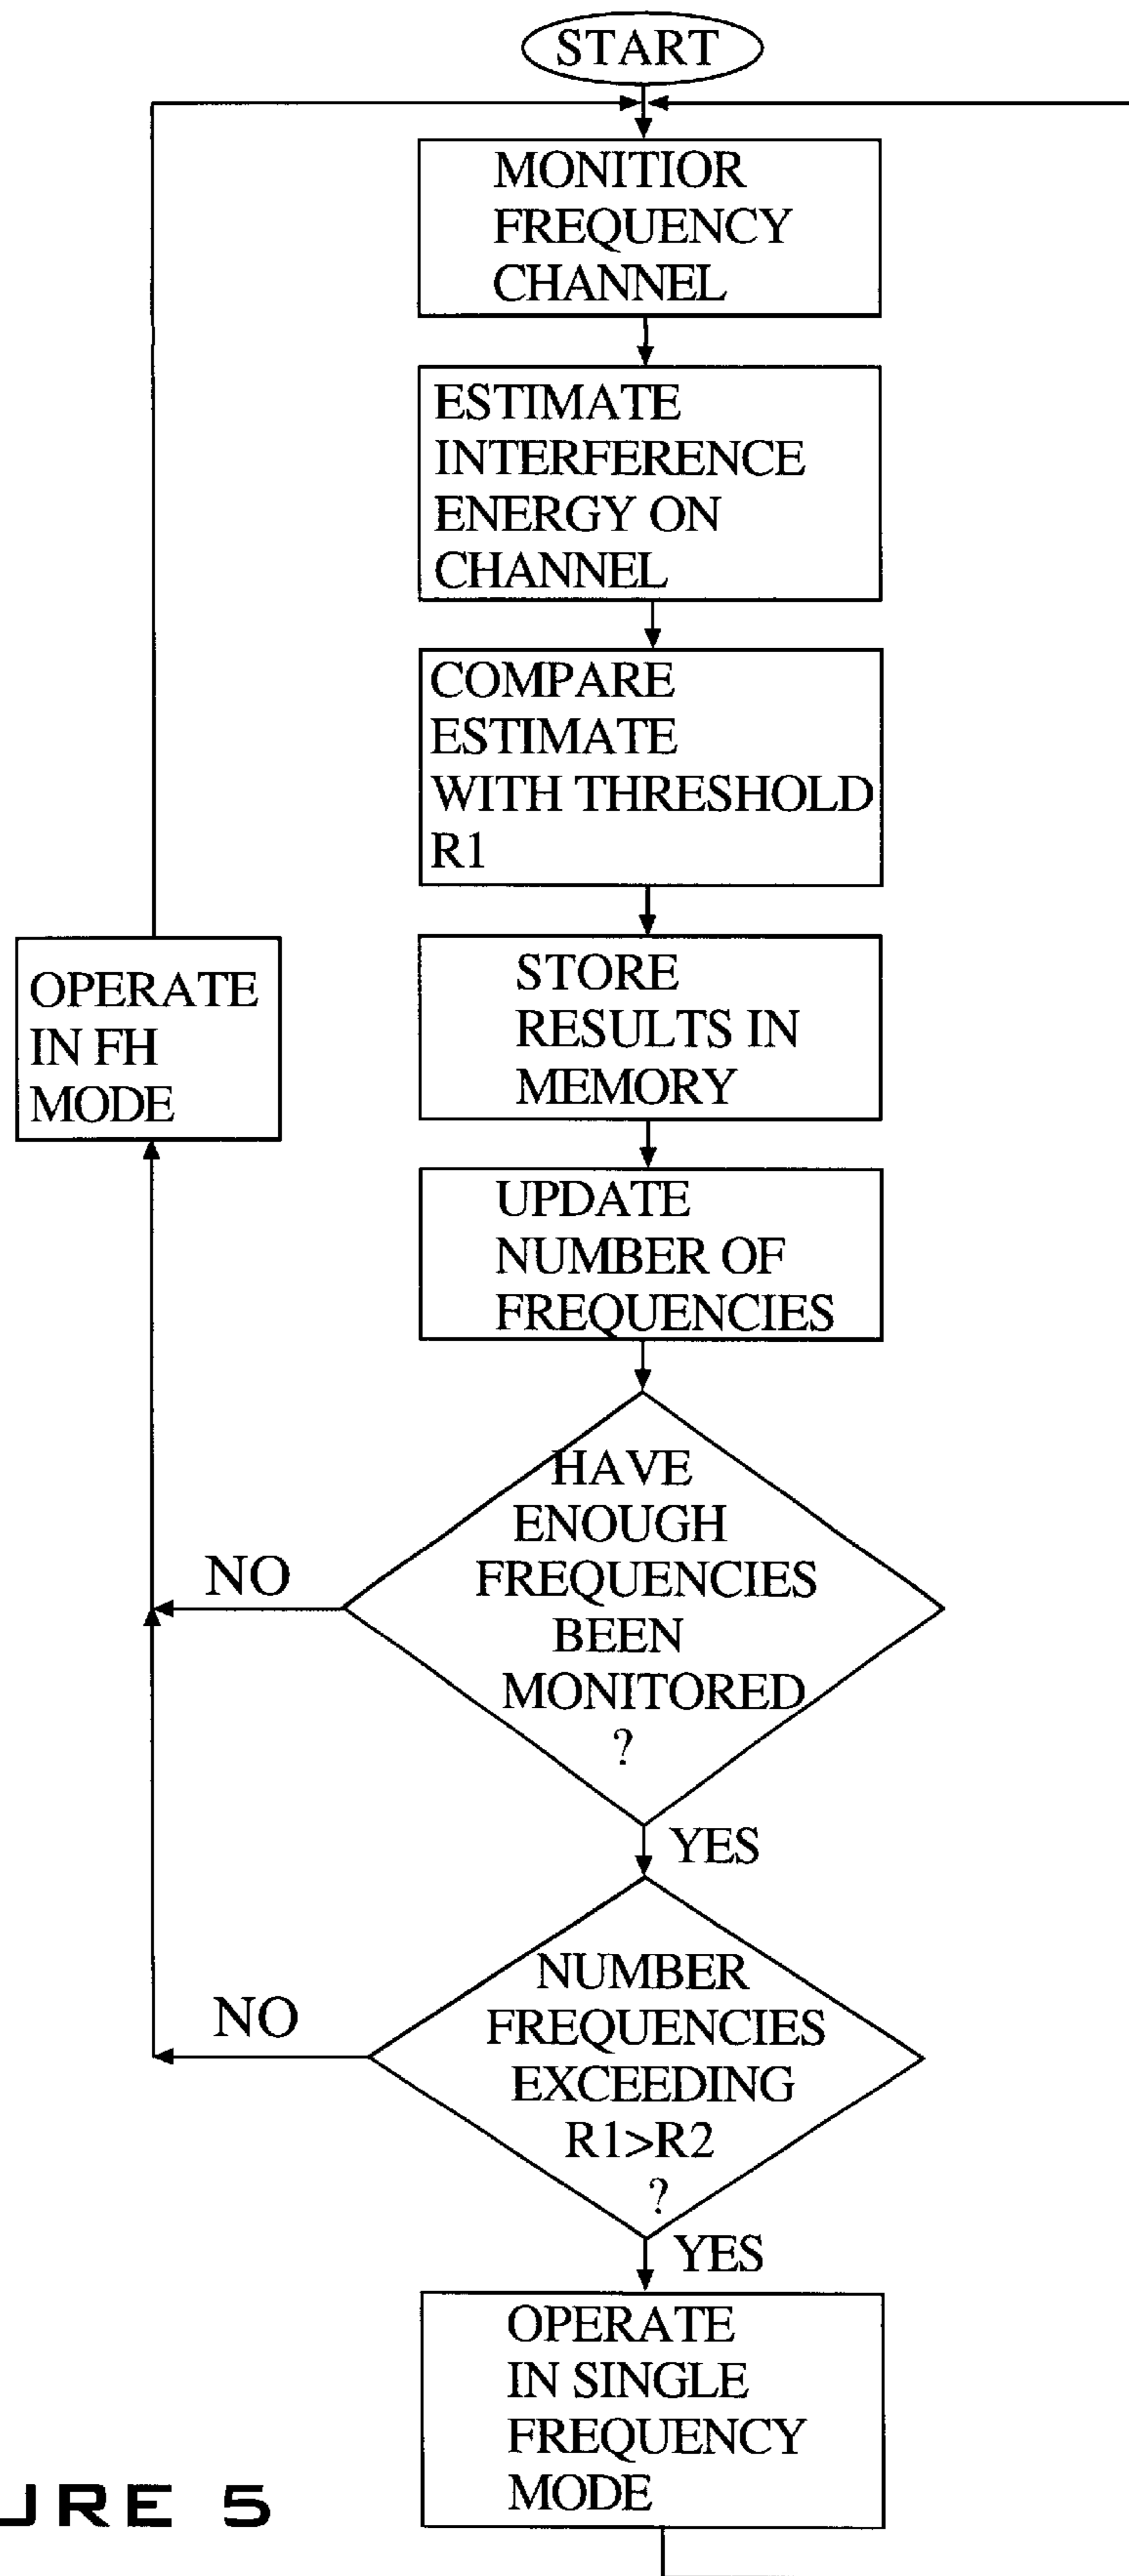 START
MONITIOR
FREQUENCY
CHANNEL
ESTIMATE
INTERFERENCE
ENERGY ON
CHANNEL
COMPARE
ESTIMATE
WITH THRESHOLD
R1
OPERATE
IN FH
MODE
STORE
RESULTS IN
MEMORY
UPDATE
NUMBER OF
FREQUENCIES
HAVE
ENOUGH
FREQUENCIES
BEEN
MONITORED
?
NO
YES
NUMBER
FREQUENCIES
EXCEEDING
R1>R2
?
NO
YES
OPERATE
IN SINGLE
FREQUENCY
MODE
URE 5